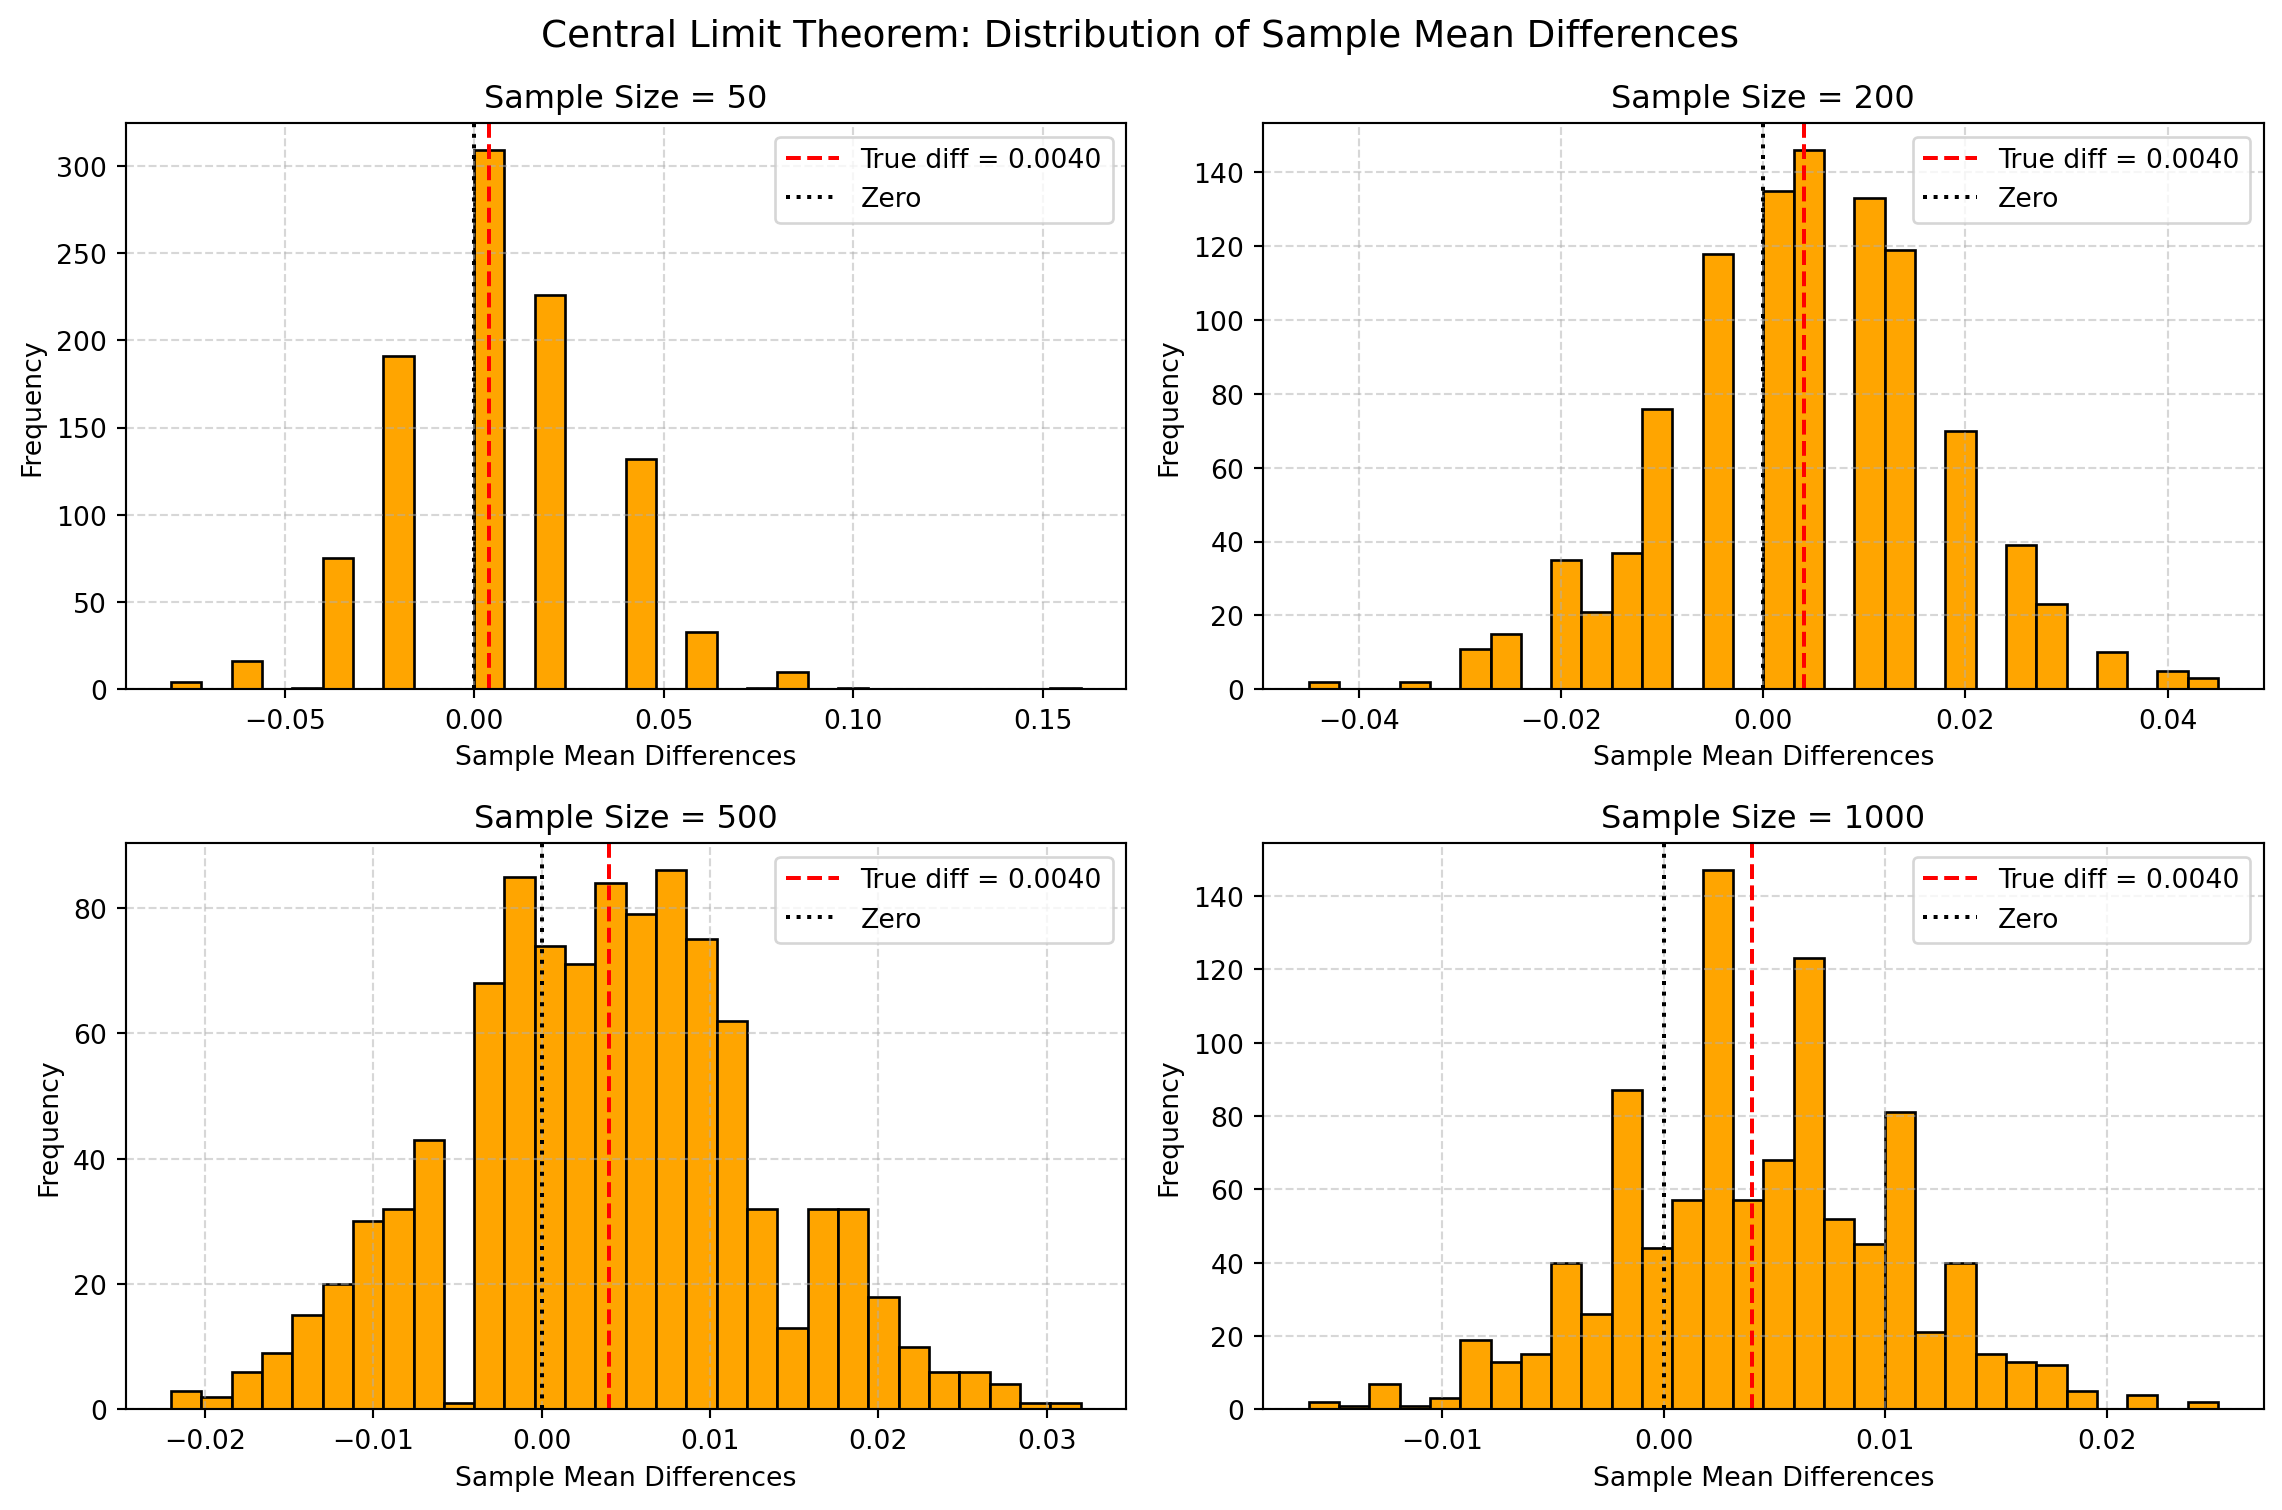 Central Limit Theorem: Distribution of Sample Mean Differences
Sample Size = 50
True diff = 0.0040
Zero
Frequency
300
250
200
150
100
50
0
−0.05
0.00
0.05
0.10
0.15
Sample Mean Differences
Sample Size = 200
True diff = 0.0040
Zero
Frequency
140
120
100
80
60
40
20
0
−0.04
−0.02
0.00
0.02
0.04
Sample Mean Differences
Sample Size = 500
True diff = 0.0040
Zero
Frequency
80
60
40
20
0
−0.02
−0.01
0.00
0.01
0.02
0.03
Sample Mean Differences
Sample Size = 1000
True diff = 0.0040
Zero
Frequency
140
120
100
80
60
40
20
0
−0.01
0.00
0.01
0.02
Sample Mean Differences